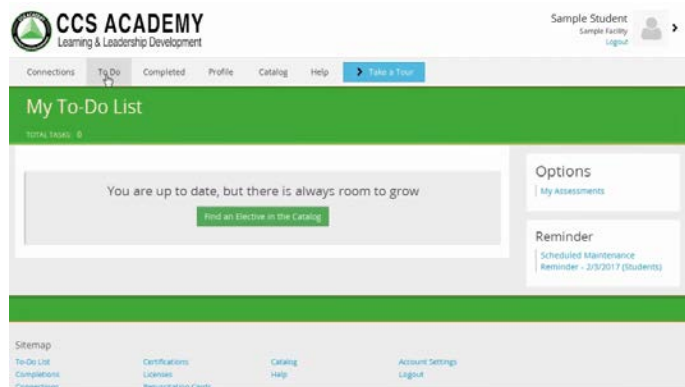 CCS ACADEMY
Learning & Leadership Development
Sample Student
Sample Facility
Logout
Connections To Do Completed Profile Catalog Help Take a Tour
My To-Do List
TOTAL TASKS: 0
You are up to date, but there is always room to grow
Find an Elective in the Catalog
Options
My Assessments
Reminder
Scheduled Maintenance
Reminder - 2/3/2017 (Students)
Sitemap
To-Do List Certifications Catalog Account Settings
Completions Licenses Help Logout
Connections Resuscitation Cards